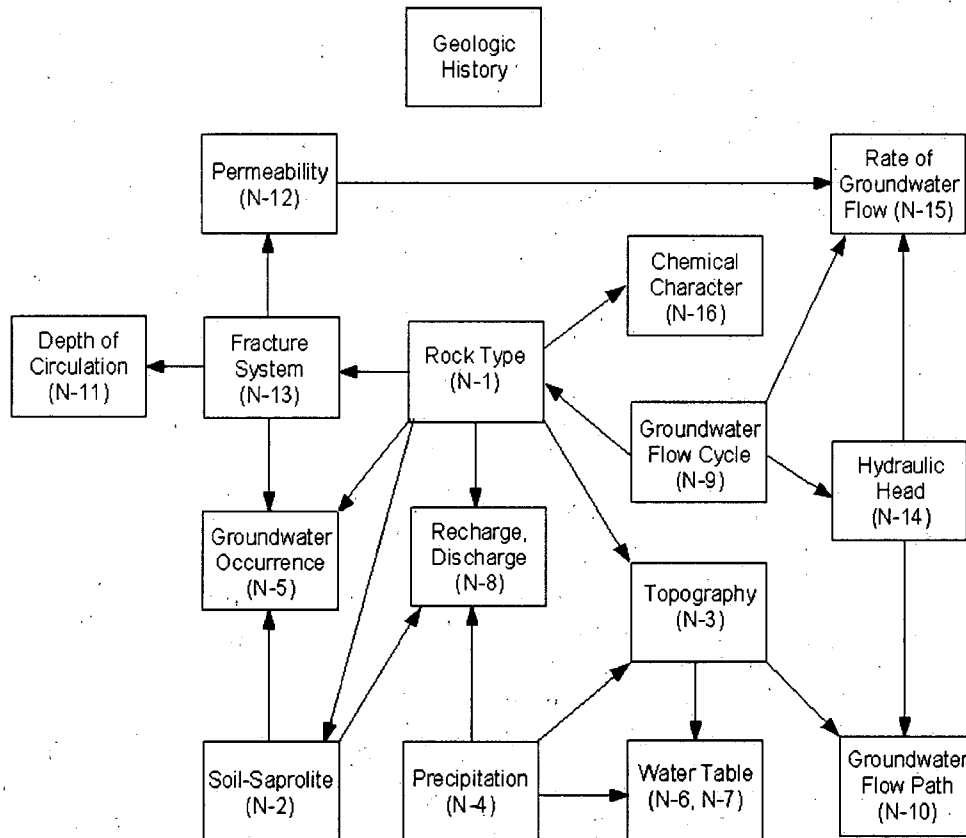 Geologic
History
Permeability
(N-12)
Rate of
Groundwater
Flow (N-15)
Chemical
Character
(N-16)
Depth of
Circulation
(N-11)
Fracture
System
(N-13)
Rock Type
(N-1)
Groundwater
Flow Cycle
(N-9)
Hydraulic
Head
(N-14)
Groundwater
Occurrence
(N-5)
Recharge,
Discharge
(N-8)
Topography
(N-3)
Soil-Saprolite
(N-2)
Precipitation
(N-4)
Water Table
(N-6, N-7)
Groundwater
Flow Path
(N-10)